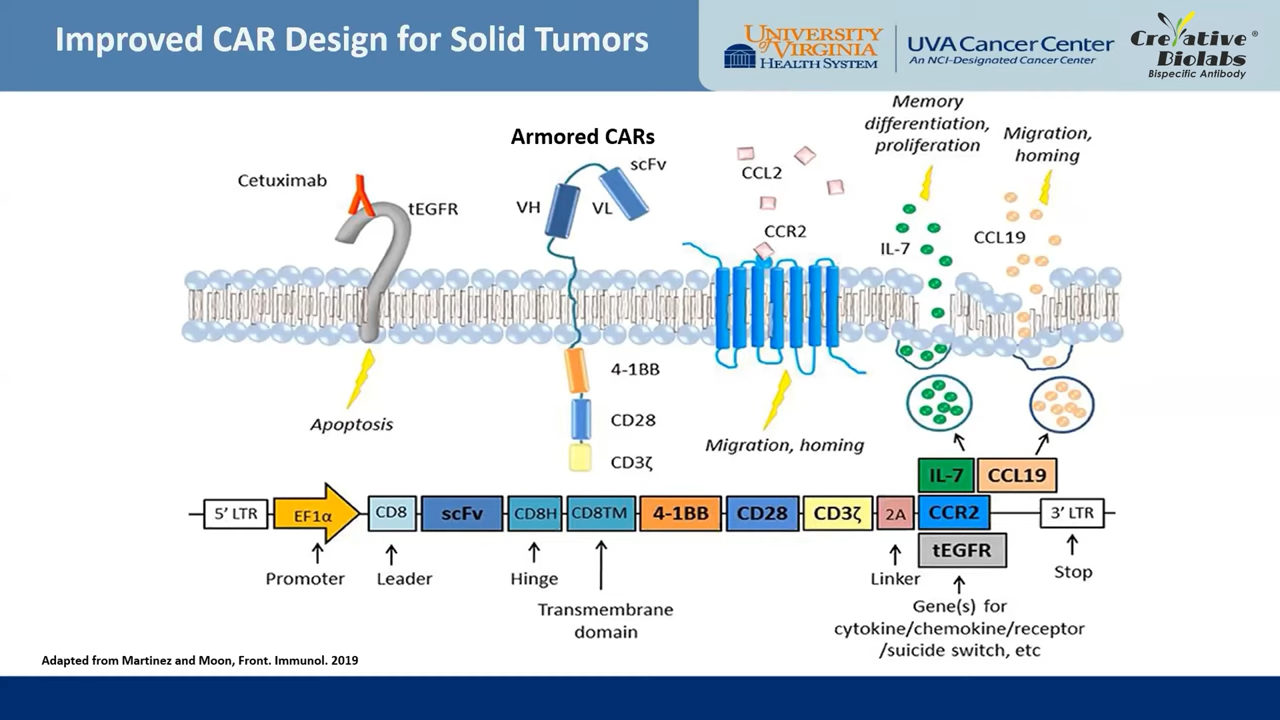 Improved CAR Design for Solid Tumors
UNIVERSITY
of VIRGINIA
HEALTH SYSTEM
UVA Cancer Center
An NCI-Designated Cancer Center
Creative ®
Biolabs
Bispecific Antibody
Armored CARs
Memory
differentiation,
proliferation
Migration,
homing
Cetuximab
tEGFR
scFv
VH
VL
CCL2
CCR2
IL-7
CCL19
4-1BB
CD28
CD3ζ
Apoptosis
Migration, homing
IL-7
CCL19
5' LTR
EF1α
CD8
scFv
CD8H
CD8TM
4-1BB
CD28
CD3ζ
2A
CCR2
3' LTR
tEGFR
Promoter
Leader
Hinge
Transmembrane
domain
Linker
Stop
Gene(s) for
cytokine/chemokine/receptor
/suicide switch, etc
Adapted from Martinez and Moon, Front. Immunol. 2019